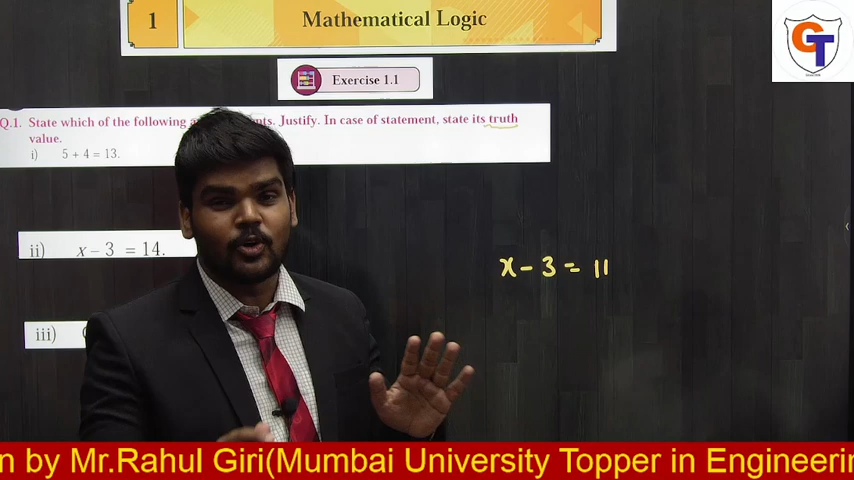 1 Mathematical Logic
GT
Exercise 1.1
Q.1. State which of the following Justify. In case of statement, state its truth
value.
i) 5 + 4 = 13.
ii) x – 3 = 14.
x - 3 = 11
iii)
n by Mr.Rahul Giri(Mumbai University Topper in Engineerin